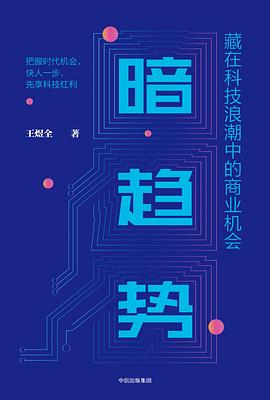 藏在科技浪潮中的商业机会
把握时代机会，
快人一步，
先享科技红利
王煜全 著
暗
趋
势
中信出版集团